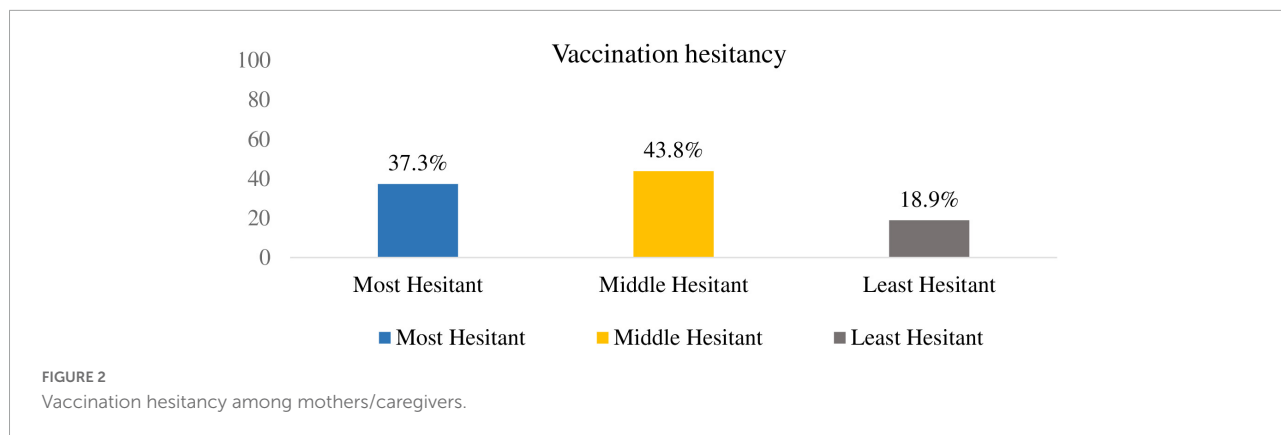 Vaccination hesitancy
100
80
60
40
20
0
37.3%
43.8%
18.9%
Most Hesitant Middle Hesitant Least Hesitant
Most Hesitant Middle Hesitant Least Hesitant
FIGURE 2
Vaccination hesitancy among mothers/caregivers.